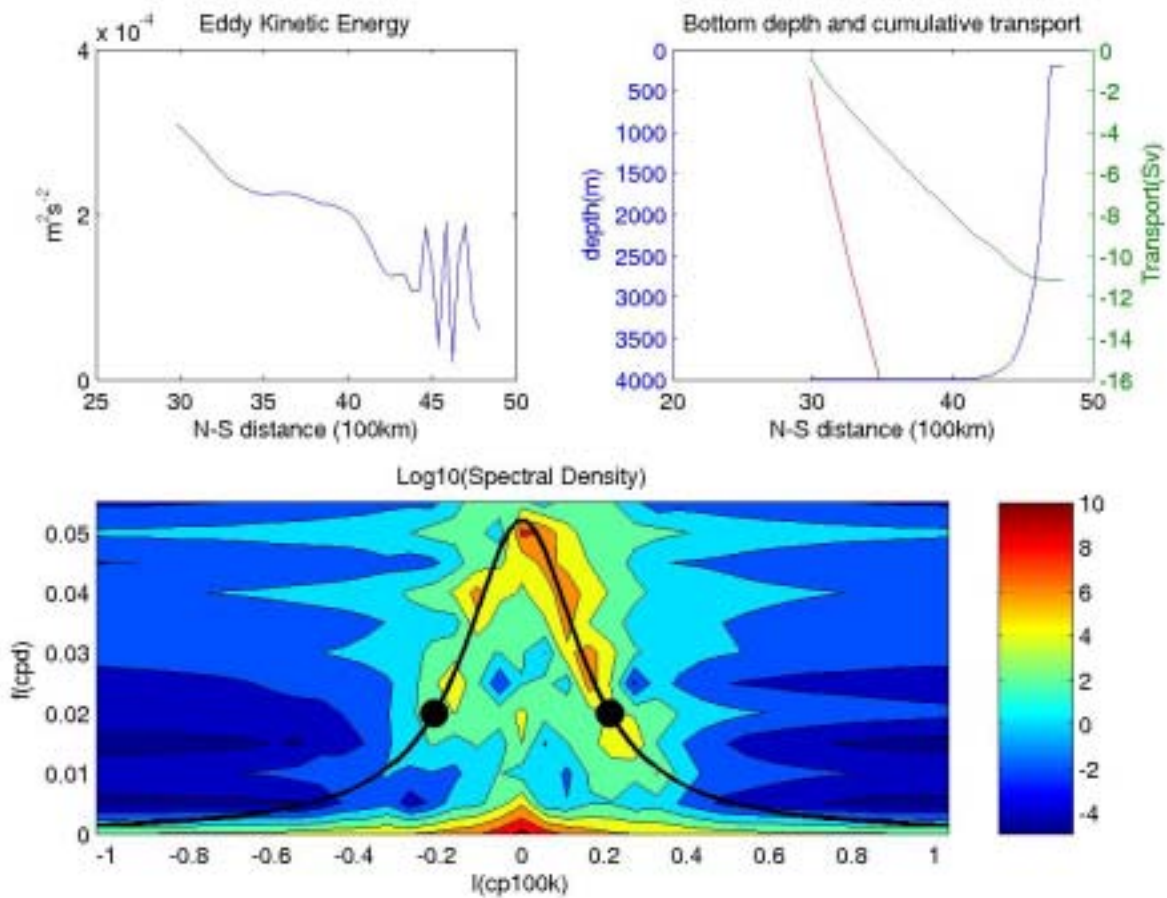 x 10⁻⁴
Eddy Kinetic Energy
4
2
0
m²s⁻²
25 30 35 40 45 50
N-S distance (100km)
Bottom depth and cumulative transport
0
500
1000
1500
2000
2500
3000
3500
4000
depth(m)
0
-2
-4
-6
-8
-10
-12
-14
-16
Transport(Sv)
20 30 40 50
N-S distance (100km)
Log10(Spectral Density)
0.05
0.04
0.03
0.02
0.01
0
f(cpd)
-1 -0.8 -0.6 -0.4 -0.2 0 0.2 0.4 0.6 0.8 1
l(cp100k)
10
8
6
4
2
0
-2
-4